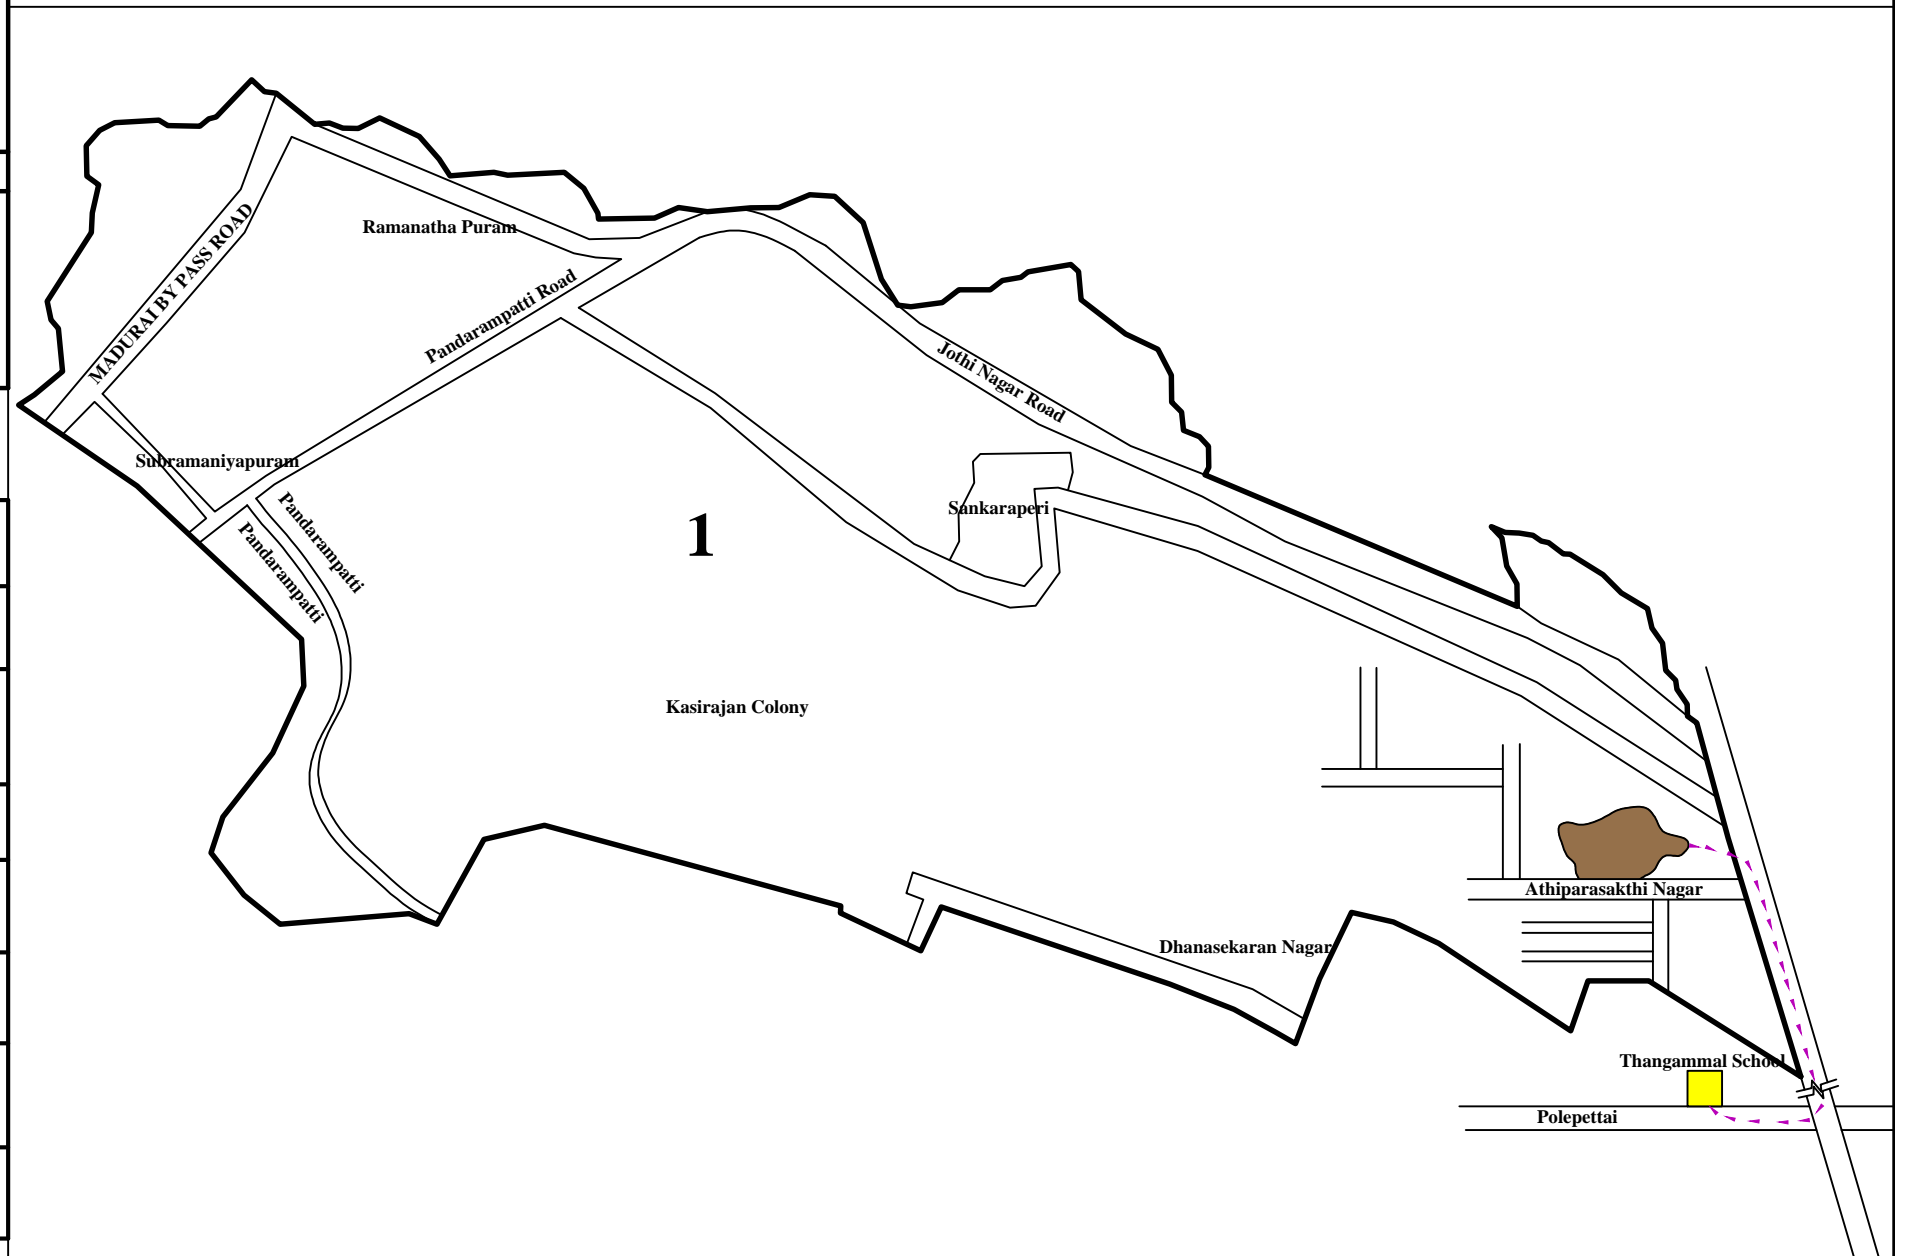 MADURAI BY PASS ROAD
Ramanatha Puram
Pandarampatti Road
Jothi Nagar Road
Subramaniyapuram
Pandarampatti
Pandarampatti
1
Sankaraperi
Kasirajan Colony
Athiparasakthi Nagar
Dhanasekaran Nagar
Thangammal School
Polepettai